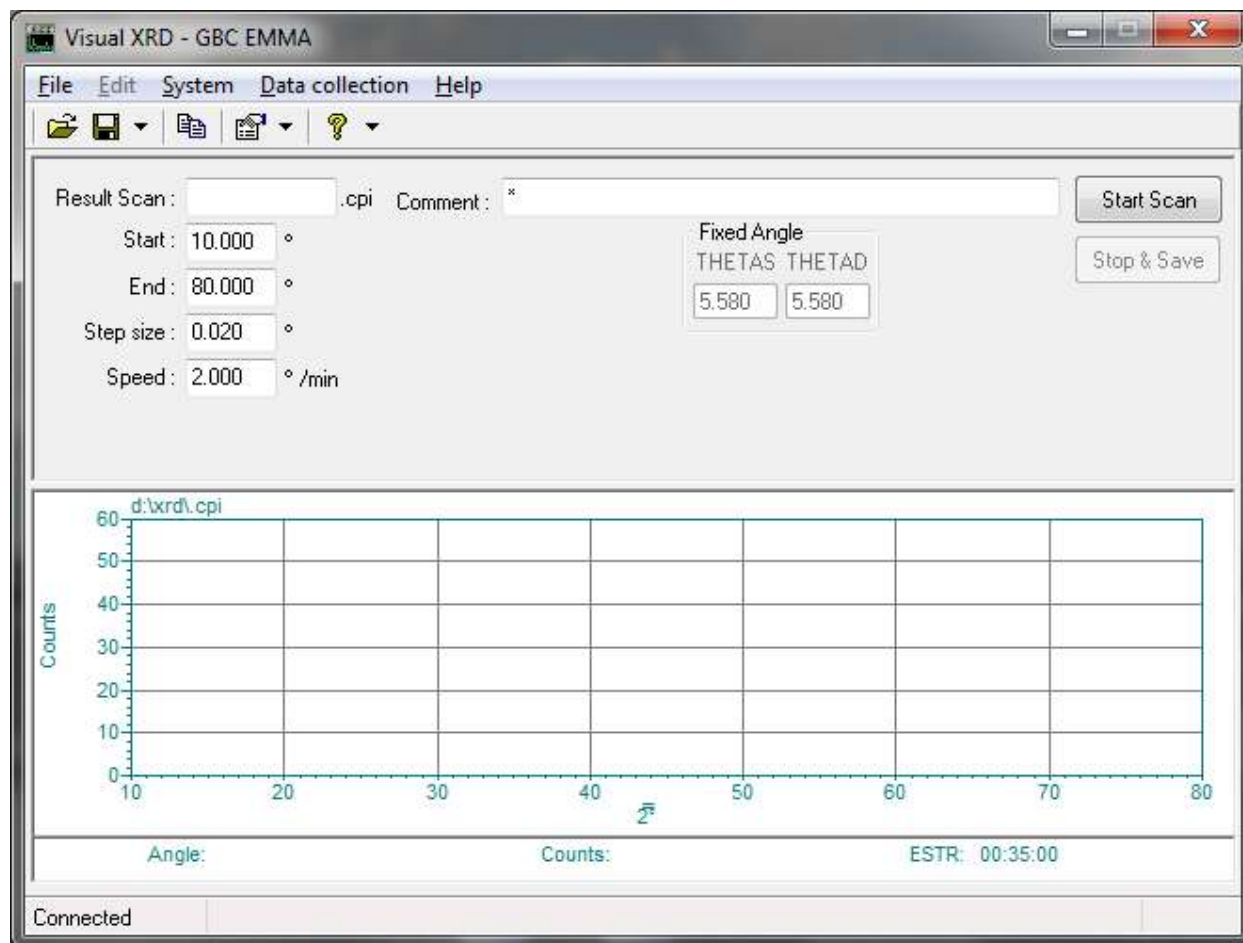 Visual XRD - GBC EMMA
File Edit System Data collection Help
Result Scan : .cpi Comment : * Start Scan
Start : 10.000 °
Fixed Angle
THETAS THETAD
Stop & Save
End : 80.000 °
5.580 5.580
Step size : 0.020 °
Speed : 2.000 ° /min
d:\xrd\.cpi
60
50
40
30
20
10
0
Counts
10 20 30 40 50 60 70 80
Angle: Counts: ESTR: 00:35:00
Connected